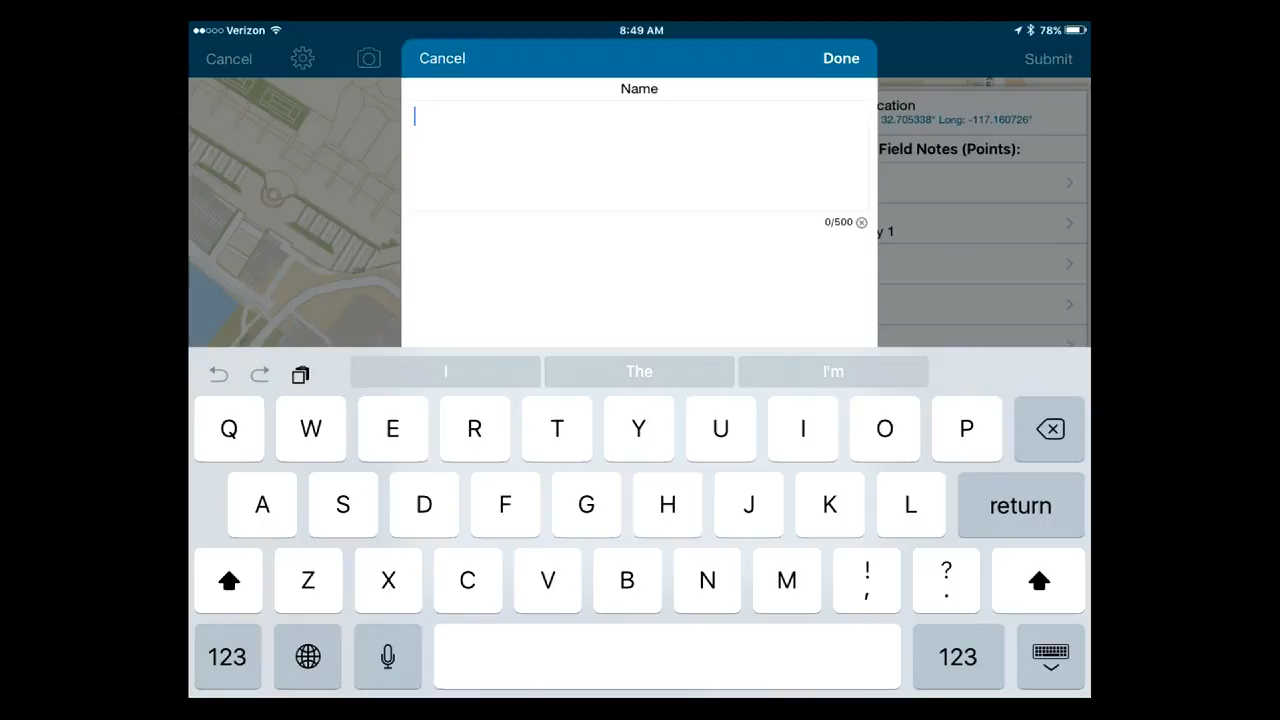 Verizon 8:49 AM 78%
Cancel Submit
Cancel Done
Name
cation
32.705338° Long: -117.160726°
Field Notes (Points):
0/500
y 1
I The I'm
Q W E R T Y U I O P
A S D F G H J K L return
Z X C V B N M ! , ? .
123 123